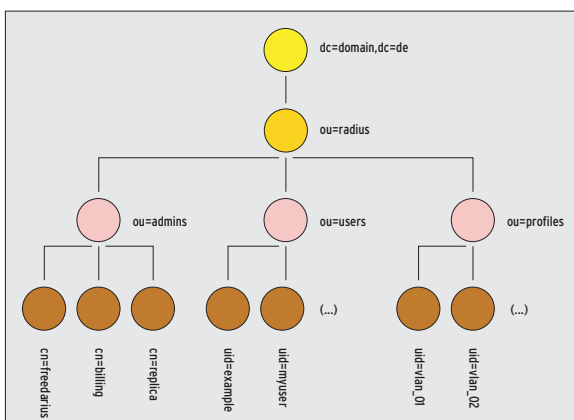 dc=domain,dc=de
ou=radius
ou=admins
ou=users
ou=profiles
(...)
(...)
cn=freedarius
cn=billing
cn=replica
uid=example
uid=myuser
uid=vlan_01
uid=vlan_02